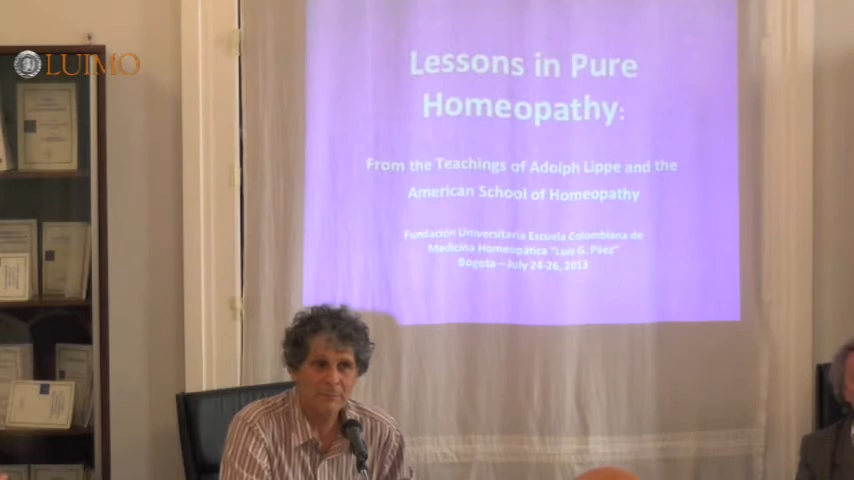 LUIMO
Lessons in Pure
Homeopathy:
From the Teachings of Adolph Lippe and the
American School of Homeopathy
Fundación Universitaria Escuela Colombiana de
Medicina Homeopática "Luis G. Páez"
Bogota—July 24-26, 2013